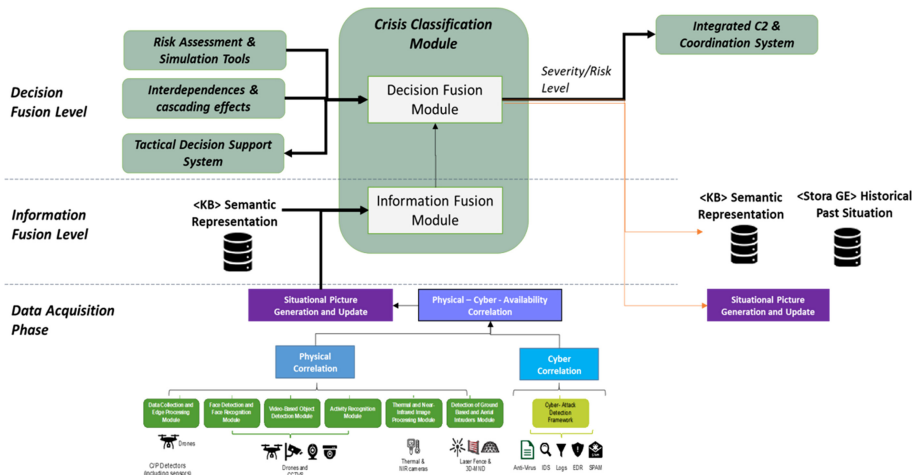 Crisis Classification
Module
Risk Assessment &
Simulation Tools
Integrated C2 &
Coordination System
Decision
Fusion Level
Interdependences &
cascading effects
Decision Fusion
Module
Severity/Risk
Level
Tactical Decision Support
System
Information
Fusion Level
<KB> Semantic
Representation
Information Fusion
Module
<KB> Semantic
Representation
<Stora GE> Historical
Past Situation
Data Acquisition
Phase
Situational Picture
Generation and Update
Physical – Cyber - Availability
Correlation
Situational Picture
Generation and Update
Physical
Correlation
Cyber
Correlation
Data Collection and
Edge Processing
Module
Face Detection and
Face Recognition Module
Video-Based Object
Detection Module
Activity Recognition
Module
Thermal and Near-
Infrared Image
Processing Module
Detection of Ground
Based and Aerial
Intruders Module
Cyber- Attack
Detection
Framework
Drones
Drones and
Thermal &
NIR cameras
Laser Fence &
Anti-Virus
IDS
Logs
EDR
SPAM
(including sensors)